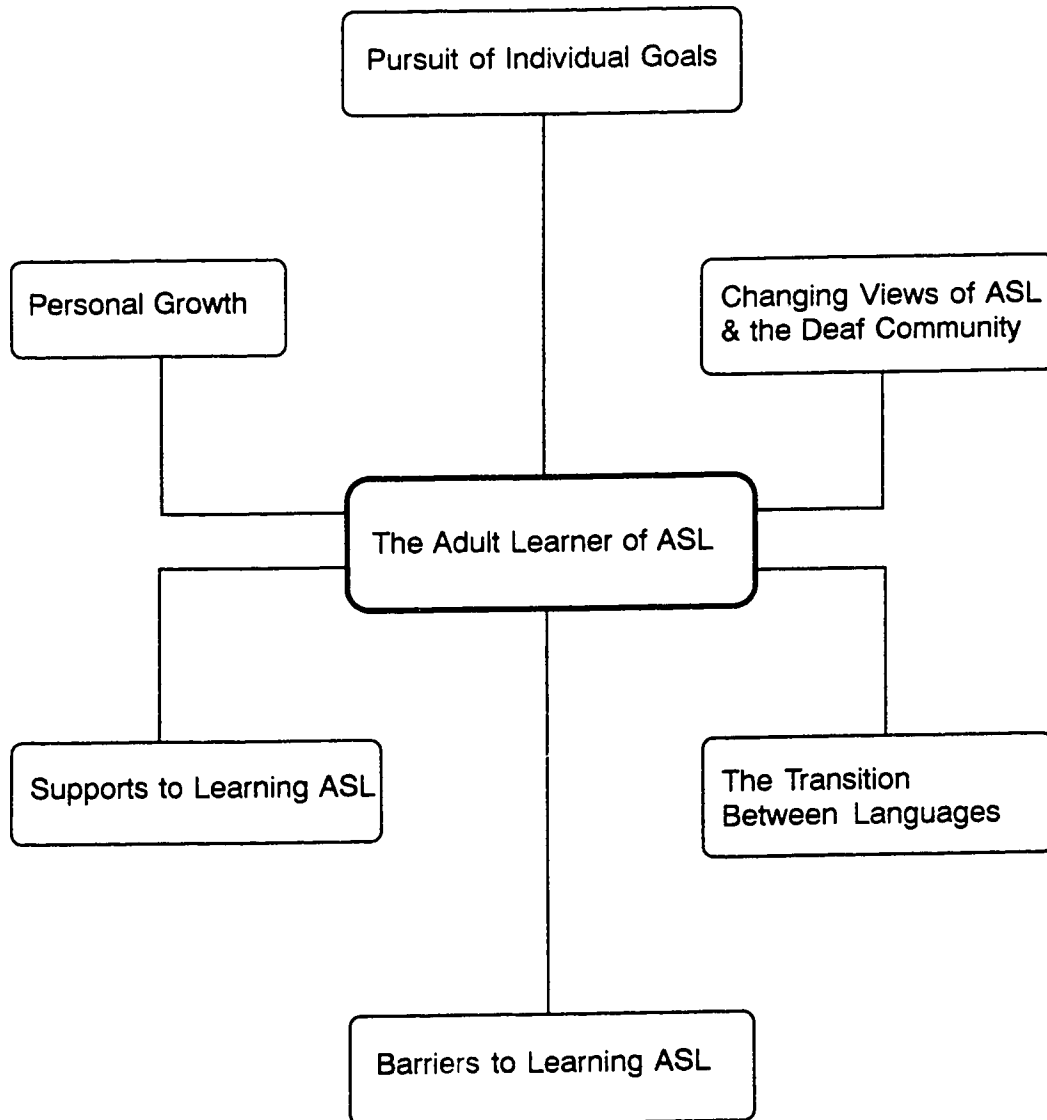 Pursuit of Individual Goals
Personal Growth
Changing Views of ASL
& the Deaf Community
The Adult Learner of ASL
Supports to Learning ASL
The Transition
Between Languages
Barriers to Learning ASL